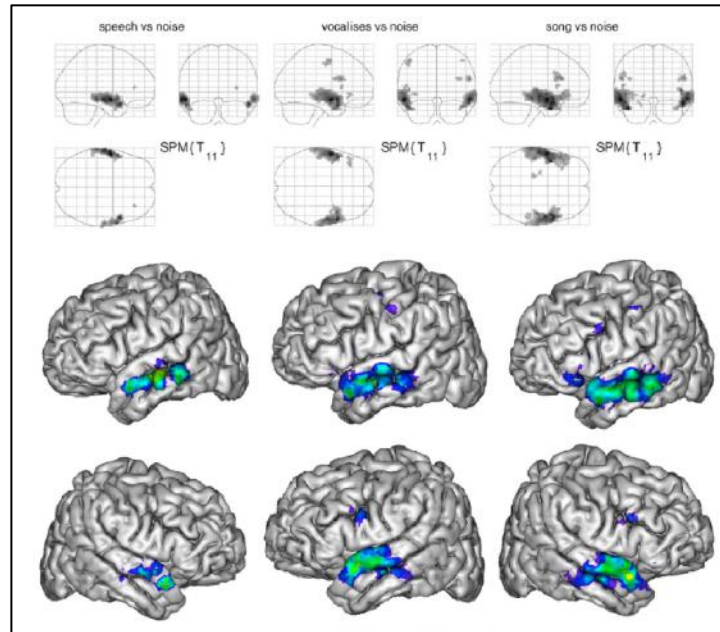 speech vs noise
vocalises vs noise
song vs noise
SPM{T₁₁}
SPM{T₁₁}
SPM{T₁₁}